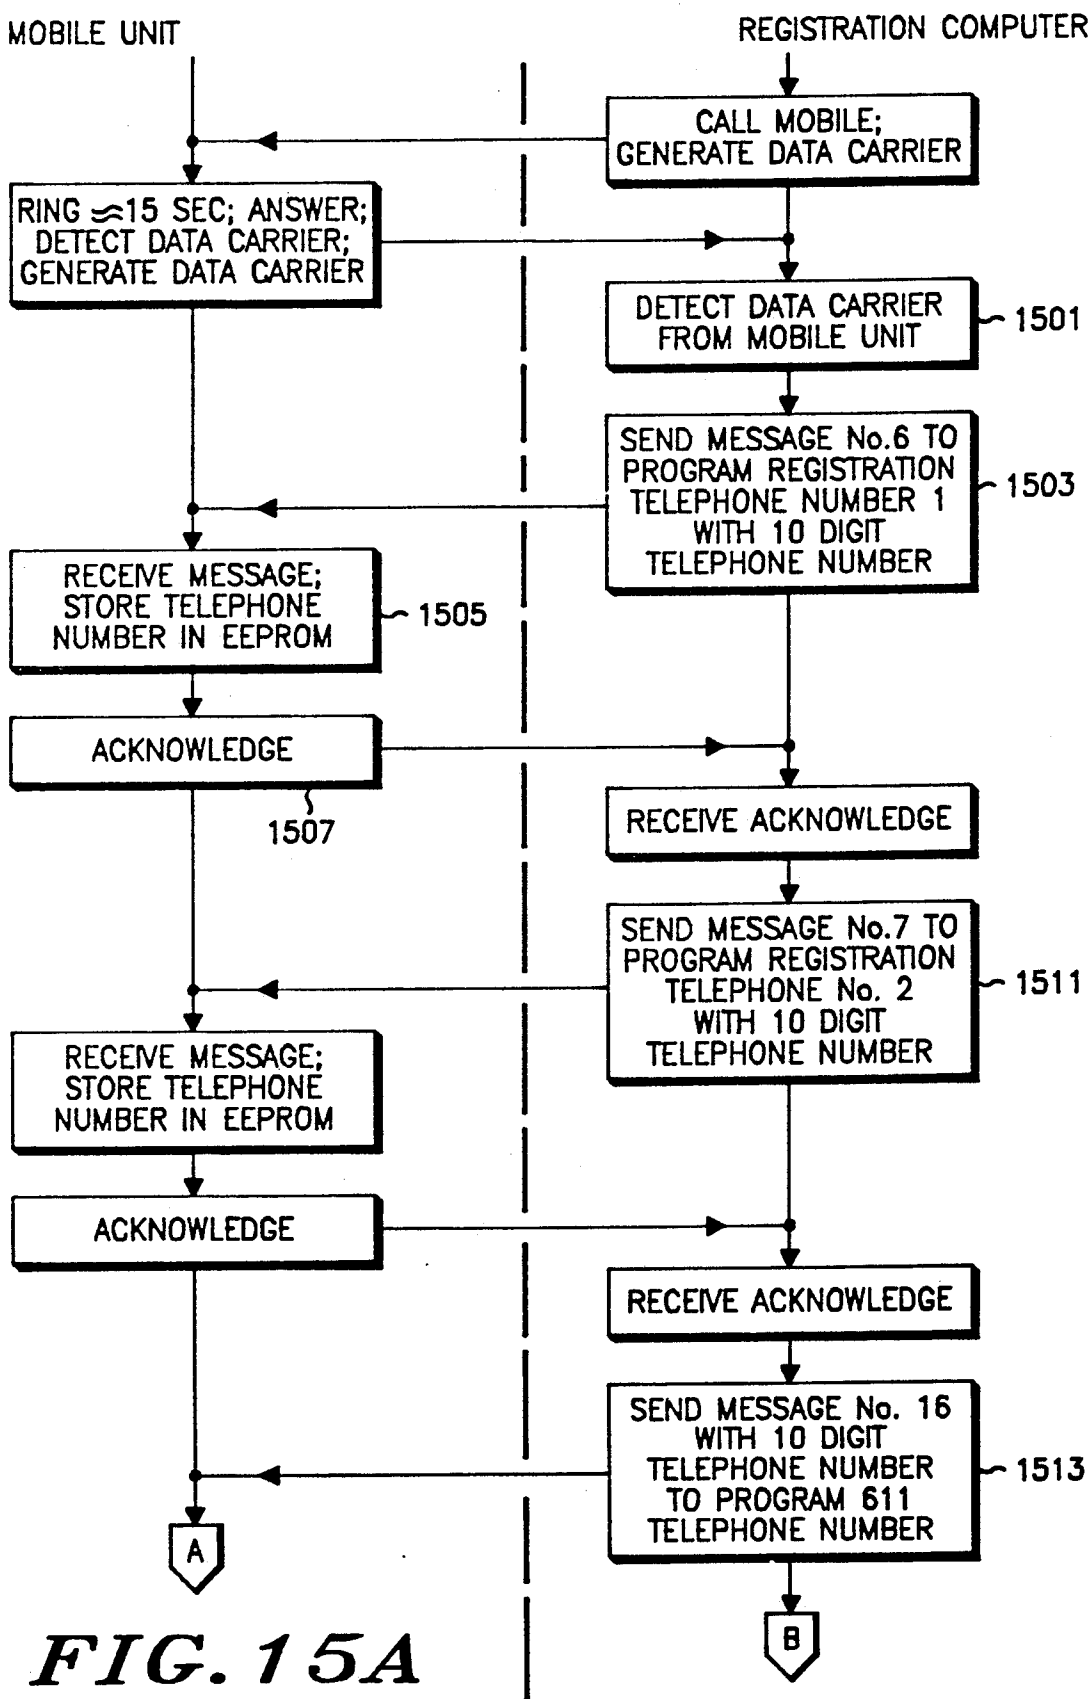 MOBILE UNIT
REGISTRATION COMPUTER
CALL MOBILE;
GENERATE DATA CARRIER
RING ≈15 SEC; ANSWER;
DETECT DATA CARRIER;
GENERATE DATA CARRIER
DETECT DATA CARRIER
FROM MOBILE UNIT
1501
SEND MESSAGE No.6 TO
PROGRAM REGISTRATION
TELEPHONE NUMBER 1
WITH 10 DIGIT
TELEPHONE NUMBER
1503
RECEIVE MESSAGE;
STORE TELEPHONE
NUMBER IN EEPROM
1505
ACKNOWLEDGE
1507
RECEIVE ACKNOWLEDGE
SEND MESSAGE No.7 TO
PROGRAM REGISTRATION
TELEPHONE No. 2
WITH 10 DIGIT
TELEPHONE NUMBER
1511
RECEIVE MESSAGE;
STORE TELEPHONE
NUMBER IN EEPROM
ACKNOWLEDGE
RECEIVE ACKNOWLEDGE
SEND MESSAGE No. 16
WITH 10 DIGIT
TELEPHONE NUMBER
TO PROGRAM 611
TELEPHONE NUMBER
1513
A
B
FIG. 15A